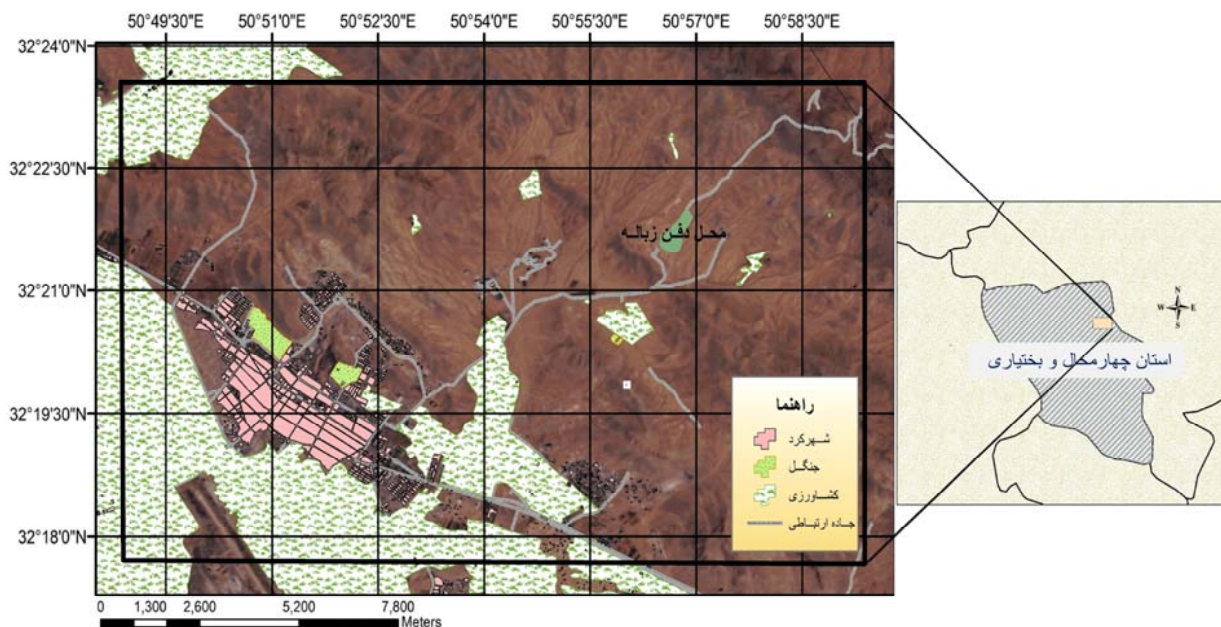 50°49'30"E 50°51'0"E 50°52'30"E 50°54'0"E 50°55'30"E 50°57'0"E 50°58'30"E
32°24'0"N
32°22'30"N
محل دفن زباله
32°21'0"N
N
W E
S
استان چهارمحال و بختیاری
32°19'30"N
راهنما
شهرکرد
جنگل
کشاورزی
جاده ارتباطی
32°18'0"N
0 1,300 2,600 5,200 7,800
Meters